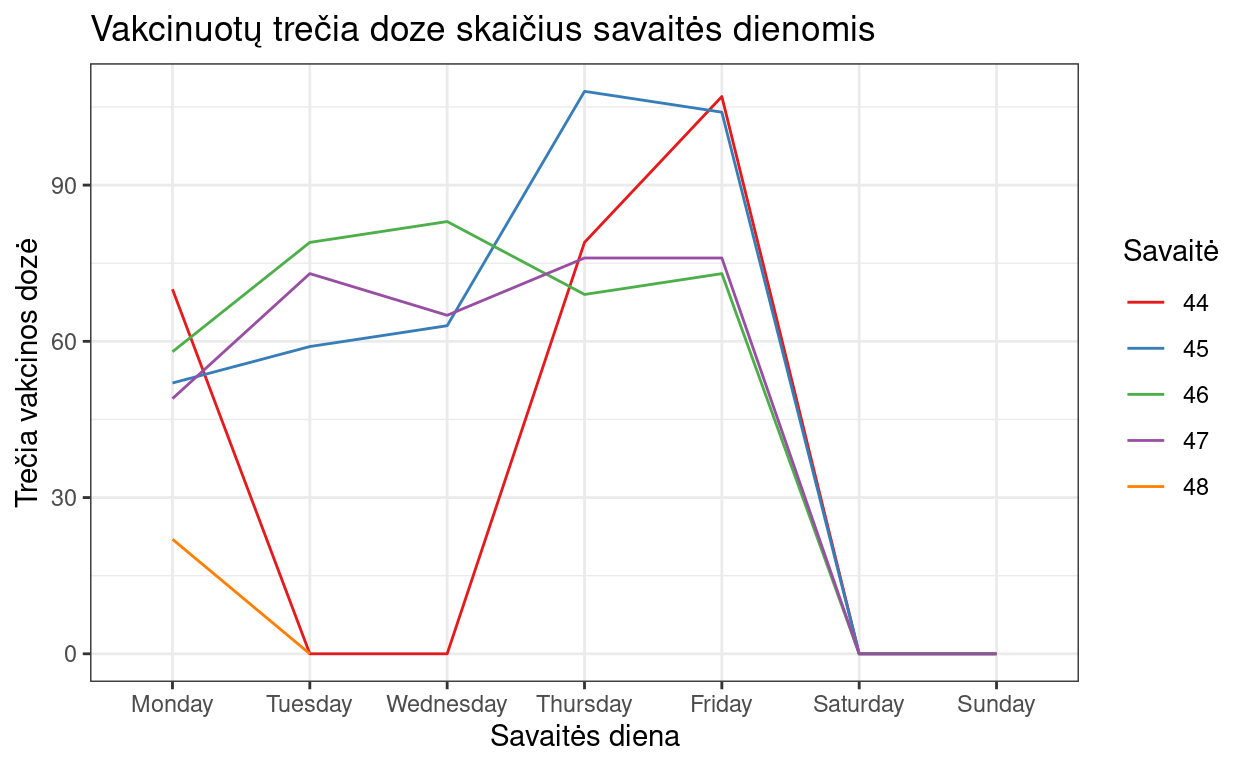 Vakcinuotų trečia doze skaičius savaitės dienomis
Trečia vakcinos dozė
90
60
30
0
Monday Tuesday Wednesday Thursday Friday Saturday Sunday
Savaitės diena
Savaitė
44
45
46
47
48